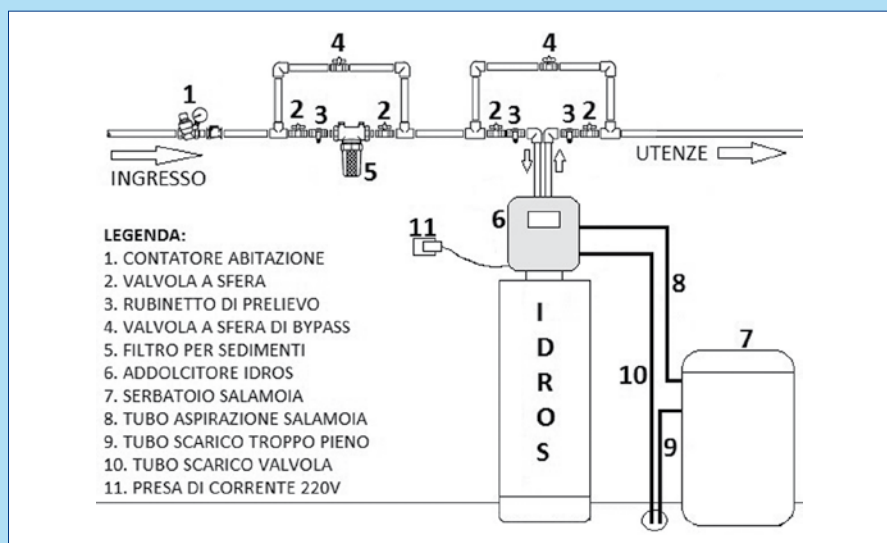 4
4
1
2
3
2
2
3
3
2
INGRESSO
5
UTENZE
6
11
LEGENDA:
1. CONTATORE ABITAZIONE
2. VALVOLA A SFERA
3. RUBINETTO DI PRELIEVO
4. VALVOLA A SFERA DI BYPASS
5. FILTRO PER SEDIMENTI
6. ADDOLCITORE IDROS
7. SERBATOIO SALAMOIA
8. TUBO ASPIRAZIONE SALAMOIA
9. TUBO SCARICO TROPPO PIENO
10. TUBO SCARICO VALVOLA
11. PRESA DI CORRENTE 220V
IDROS
8
7
10
9